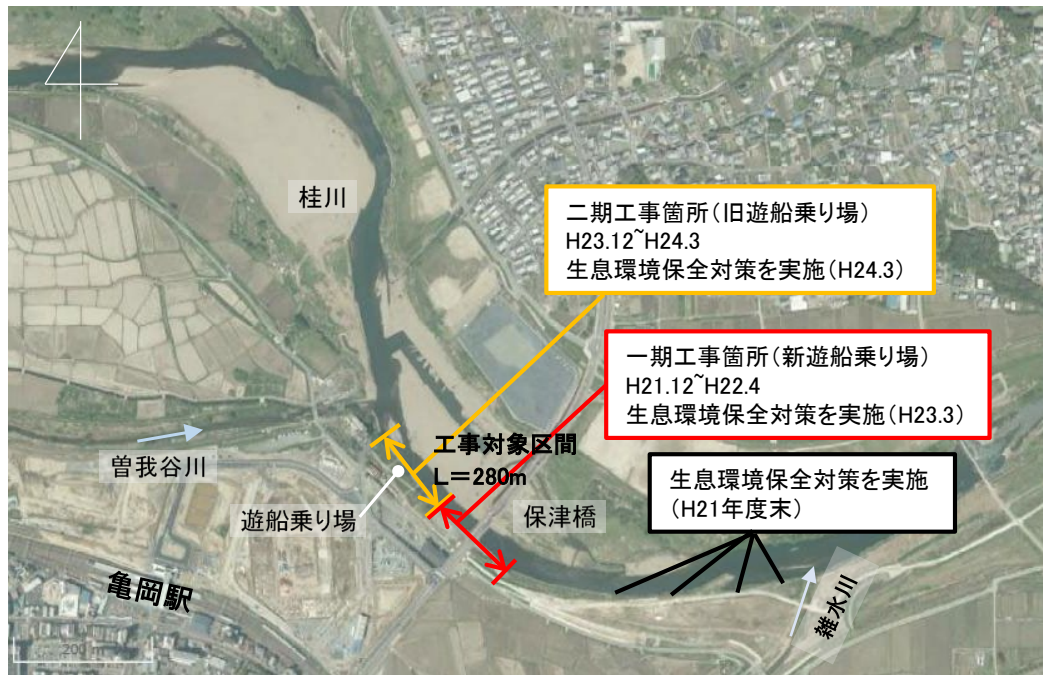 桂川
二期工事箇所（旧遊船乗り場）
H23.12~H24.3
生息環境保全対策を実施（H24.3）
一期工事箇所（新遊船乗り場）
H21.12~H22.4
生息環境保全対策を実施（H23.3）
工事対象区間
L＝280m
曽我谷川
遊船乗り場
保津橋
生息環境保全対策を実施
（H21年度末）
亀岡駅
雑水川
200 m